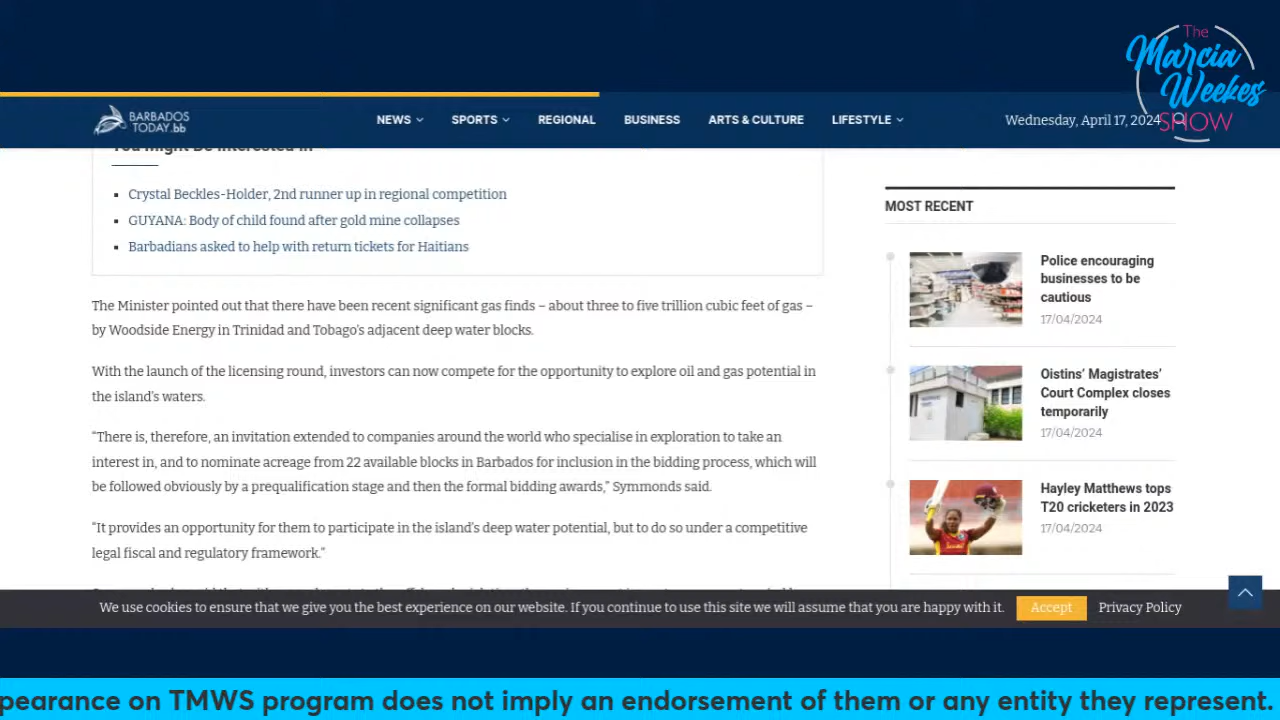 The
Marcia
Weekes
SHOW
BARBADOS
TODAY.bb
NEWS
SPORTS
REGIONAL
BUSINESS
ARTS & CULTURE
LIFESTYLE
Wednesday, April 17, 2024
You might be interested in
Crystal Beckles-Holder, 2nd runner up in regional competition
GUYANA: Body of child found after gold mine collapses
Barbadians asked to help with return tickets for Haitians
The Minister pointed out that there have been recent significant gas finds – about three to five trillion cubic feet of gas –
by Woodside Energy in Trinidad and Tobago's adjacent deep water blocks.
With the launch of the licensing round, investors can now compete for the opportunity to explore oil and gas potential in
the island's waters.
“There is, therefore, an invitation extended to companies around the world who specialise in exploration to take an
interest in, and to nominate acreage from 22 available blocks in Barbados for inclusion in the bidding process, which will
be followed obviously by a prequalification stage and then the formal bidding awards,” Symmonds said.
“It provides an opportunity for them to participate in the island's deep water potential, but to do so under a competitive
legal fiscal and regulatory framework.”
MOST RECENT
Police encouraging
businesses to be
cautious
17/04/2024
Oistins’ Magistrates’
Court Complex closes
temporarily
17/04/2024
Hayley Matthews tops
T20 cricketers in 2023
17/04/2024
We use cookies to ensure that we give you the best experience on our website. If you continue to use this site we will assume that you are happy with it.
Accept
Privacy Policy
pearance on TMWS program does not imply an endorsement of them or any entity they represent.